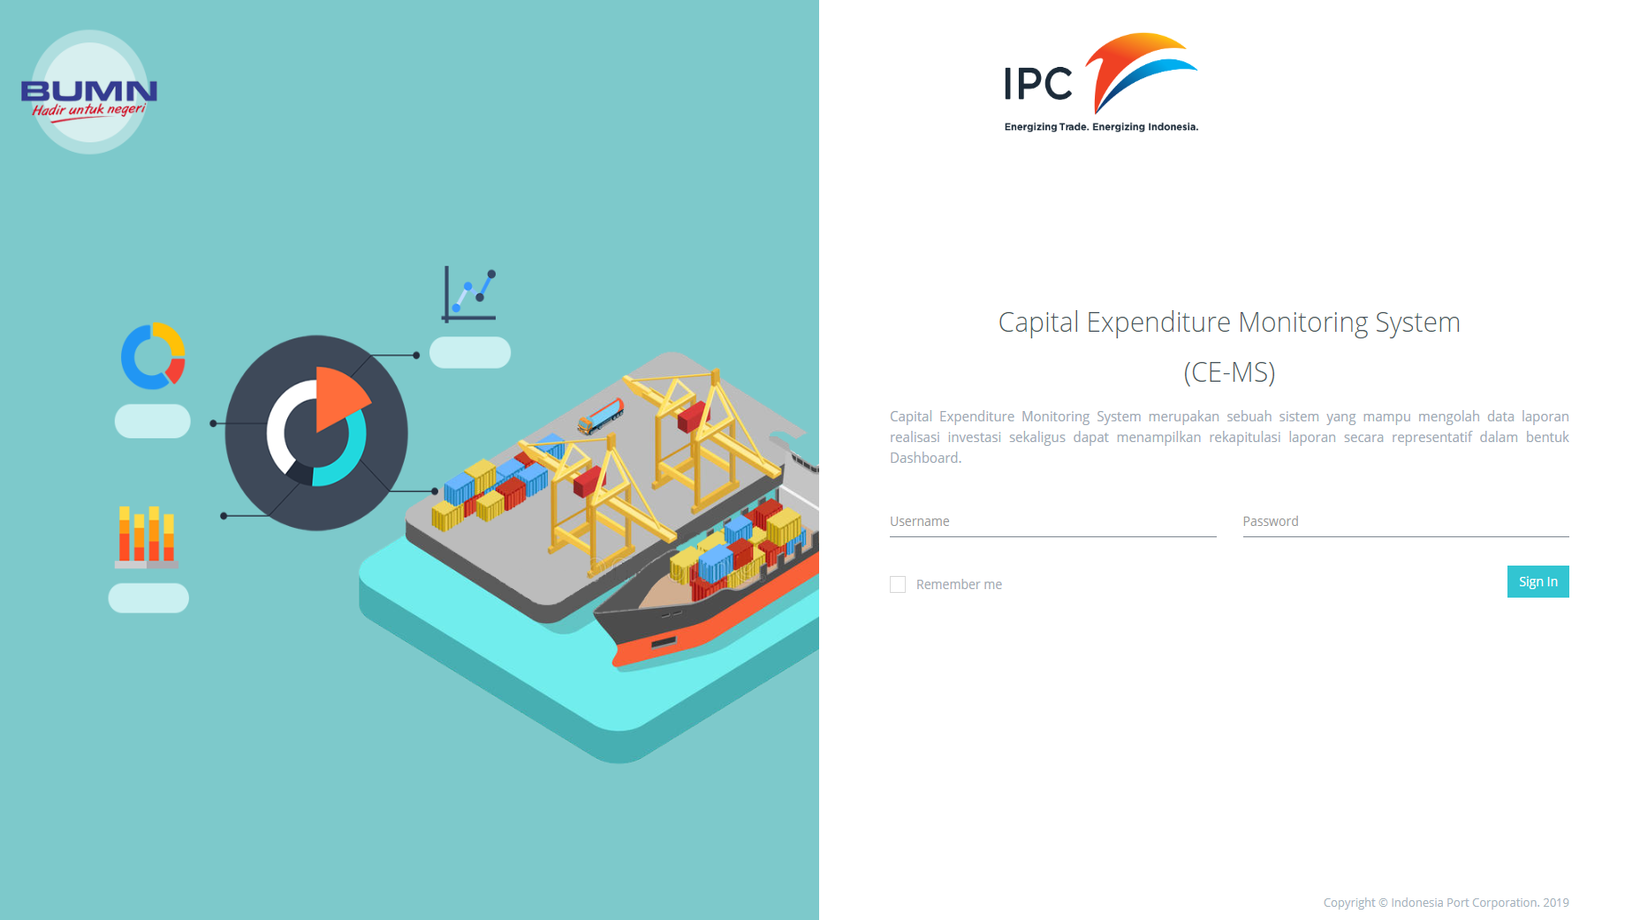 BUMN
Hadir untuk negeri
IPC
Energizing Trade. Energizing Indonesia.
Capital Expenditure Monitoring System
(CE-MS)
Capital Expenditure Monitoring System merupakan sebuah sistem yang mampu mengolah data laporan
realisasi investasi sekaligus dapat menampilkan rekapitulasi laporan secara representatif dalam bentuk
Dashboard.
Username
Password
Remember me
Sign In
Copyright © Indonesia Port Corporation. 2019